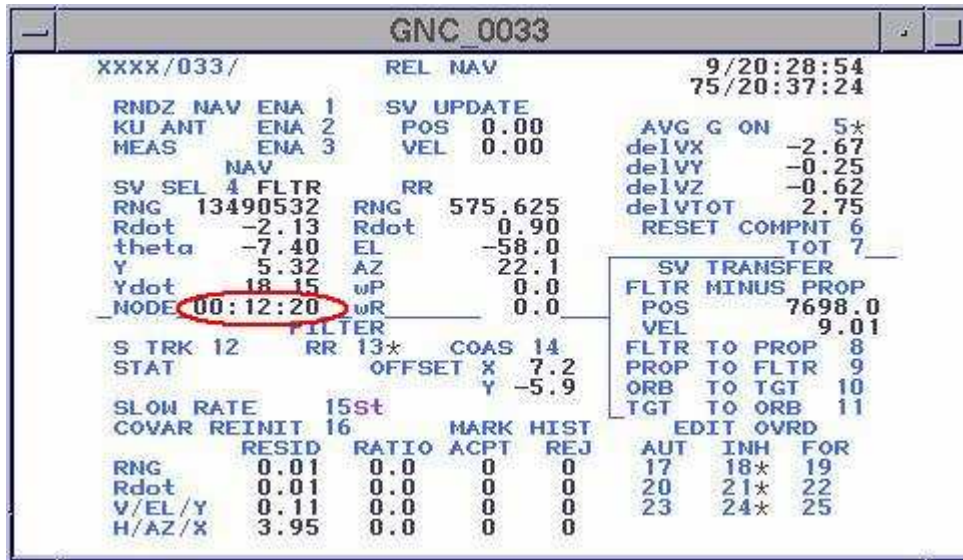 GNC_0033
XXXX/033/ REL NAV 9/20:28:54
75/20:37:24
RNDZ NAV ENA 1 SV UPDATE
KU ANT ENA 2 POS 0.00 AVG G ON 5*
MEAS ENA 3 VEL 0.00 delVX -2.67
NAV delVY -0.25
SV SEL 4 FLTR RR delVZ -0.62
RNG 13490532 RNG 575.625 delVTOT 2.75
Rdot -2.13 Rdot 0.90 RESET COMPNT 6
theta -7.40 EL -58.0 TOT 7
Y 5.32 AZ 22.1 SV TRANSFER
Ydot 18.15 wP 0.0 FLTR MINUS PROP
NODE 00:12:20 wR 0.0 POS 7698.0
FILTER VEL 9.01
S TRK 12 RR 13* COAS 14 FLTR TO PROP 8
STAT OFFSET X 7.2 PROP TO FLTR 9
Y -5.9 ORB TO TGT 10
SLOW RATE 15St TGT TO ORB 11
COVAR REINIT 16 MARK HIST EDIT OVRD
RESID RATIO ACPT REJ AUT INH FOR
RNG 0.01 0.0 0 0 17 18* 19
Rdot 0.01 0.0 0 0 20 21* 22
V/EL/Y 0.11 0.0 0 0 23 24* 25
H/AZ/X 3.95 0.0 0 0